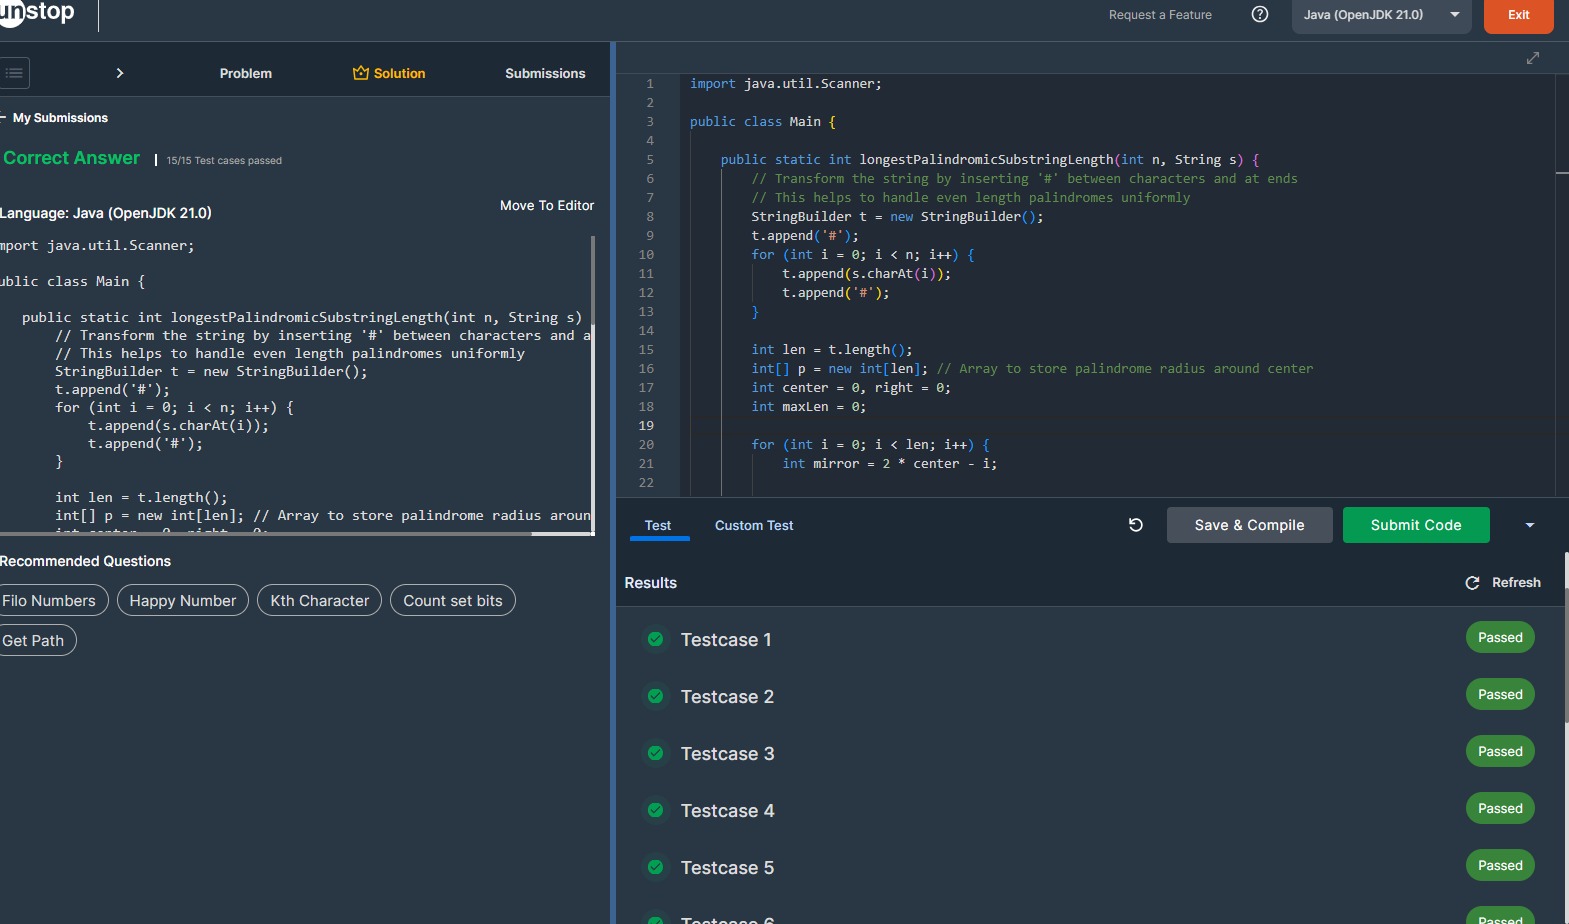 unstop
Request a Feature
Java (OpenJDK 21.0)
Exit
Problem
Solution
Submissions
My Submissions
Correct Answer | 15/15 Test cases passed
Language: Java (OpenJDK 21.0)
Move To Editor
mport java.util.Scanner;
ublic class Main {
public static int longestPalindromicSubstringLength(int n, String s)
// Transform the string by inserting '#' between characters and a
// This helps to handle even length palindromes uniformly
StringBuilder t = new StringBuilder();
t.append('#');
for (int i = 0; i < n; i++) {
t.append(s.charAt(i));
t.append('#');
}
int len = t.length();
int[] p = new int[len]; // Array to store palindrome radius aroun
Recommended Questions
Filo Numbers
Happy Number
Kth Character
Count set bits
Get Path
1 import java.util.Scanner;
2
3 public class Main {
4
5 public static int longestPalindromicSubstringLength(int n, String s) {
6 // Transform the string by inserting '#' between characters and at ends
7 // This helps to handle even length palindromes uniformly
8 StringBuilder t = new StringBuilder();
9 t.append('#');
10 for (int i = 0; i < n; i++) {
11 t.append(s.charAt(i));
12 t.append('#');
13 }
14
15 int len = t.length();
16 int[] p = new int[len]; // Array to store palindrome radius around center
17 int center = 0, right = 0;
18 int maxLen = 0;
19
20 for (int i = 0; i < len; i++) {
21 int mirror = 2 * center - i;
22
Test
Custom Test
Save & Compile
Submit Code
Results
Refresh
Testcase 1 Passed
Testcase 2 Passed
Testcase 3 Passed
Testcase 4 Passed
Testcase 5 Passed
Testcase 6 Passed